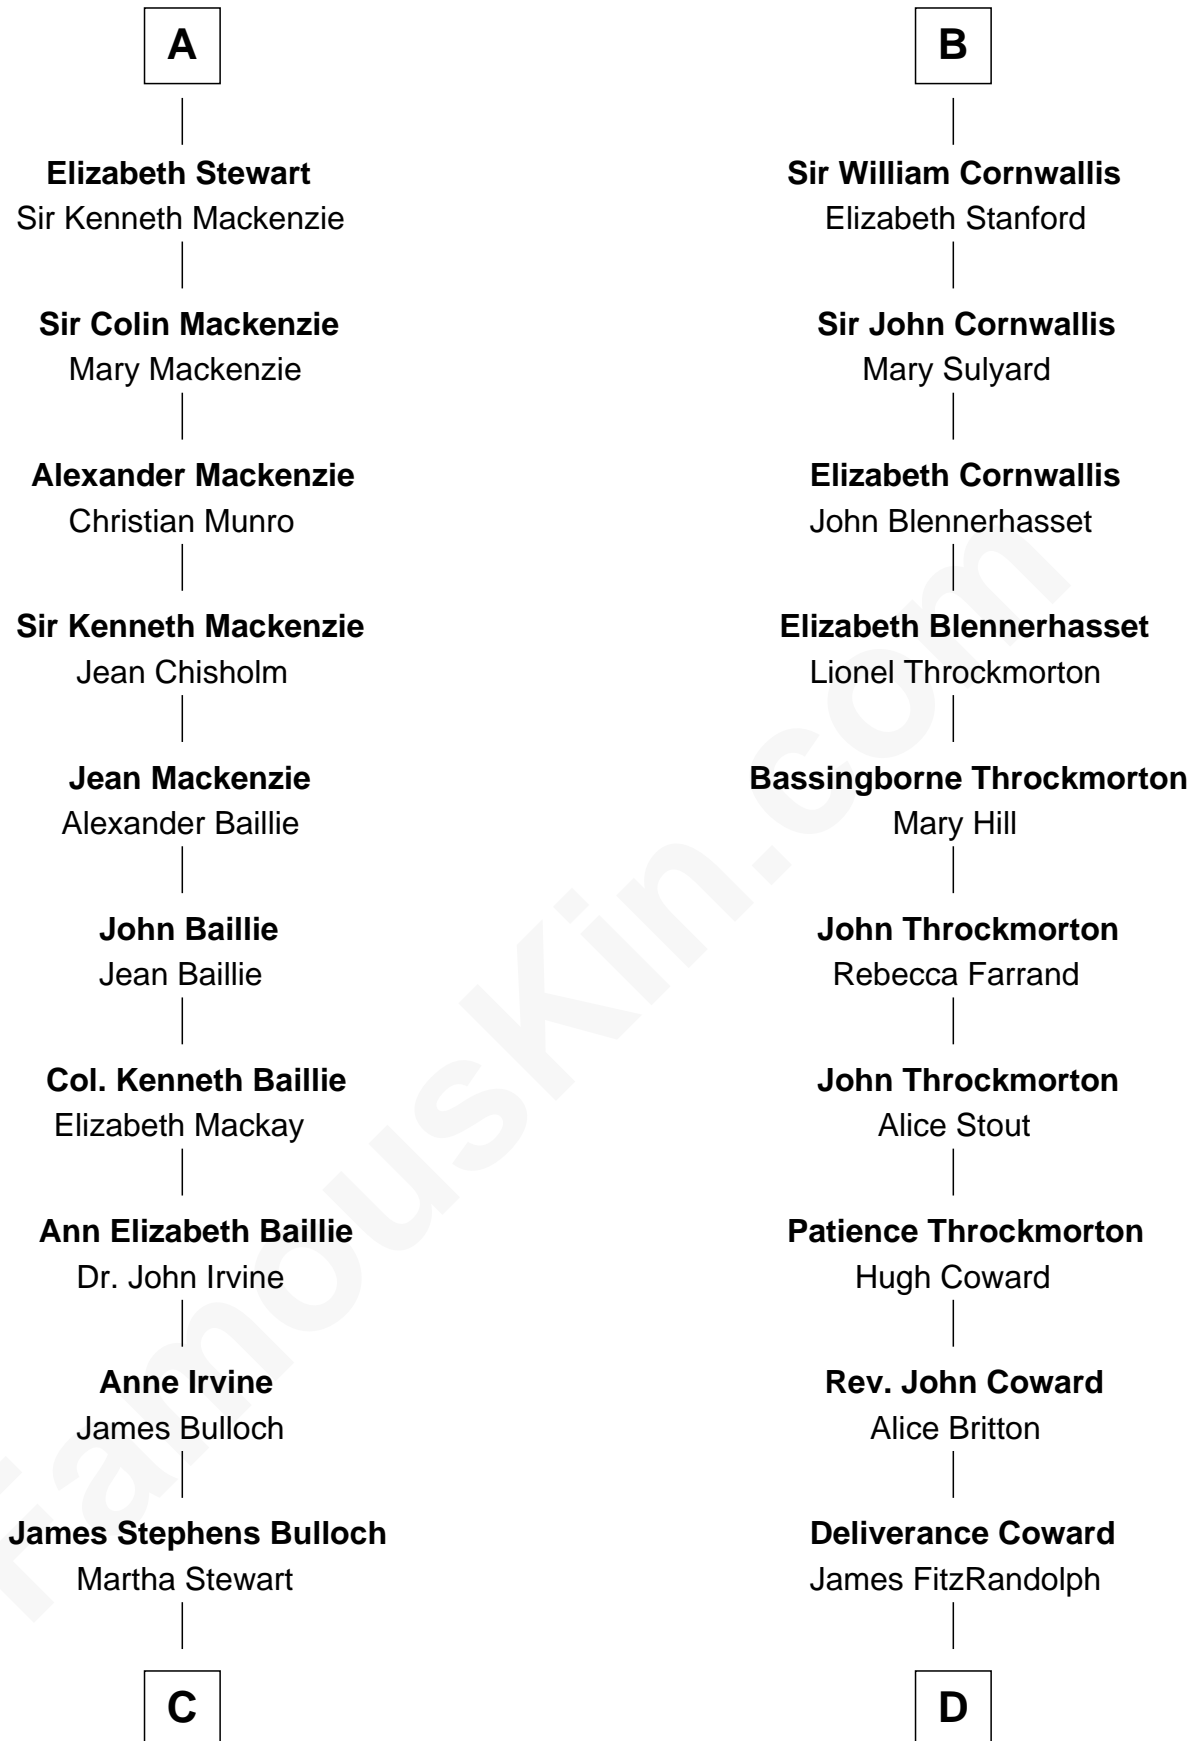 A
Elizabeth Stewart
Sir Kenneth Mackenzie
Sir Colin Mackenzie
Mary Mackenzie
Alexander Mackenzie
Christian Munro
Sir Kenneth Mackenzie
Jean Chisholm
Jean Mackenzie
Alexander Baillie
John Baillie
Jean Baillie
Col. Kenneth Baillie
Elizabeth Mackay
Ann Elizabeth Baillie
Dr. John Irvine
Anne Irvine
James Bulloch
James Stephens Bulloch
Martha Stewart
C
B
Sir William Cornwallis
Elizabeth Stanford
Sir John Cornwallis
Mary Sulyard
Elizabeth Cornwallis
John Blennerhasset
Elizabeth Blennerhasset
Lionel Throckmorton
Bassingborne Throckmorton
Mary Hill
John Throckmorton
Rebecca Farrand
John Throckmorton
Alice Stout
Patience Throckmorton
Hugh Coward
Rev. John Coward
Alice Britton
Deliverance Coward
James FitzRandolph
D
FamousKin.com